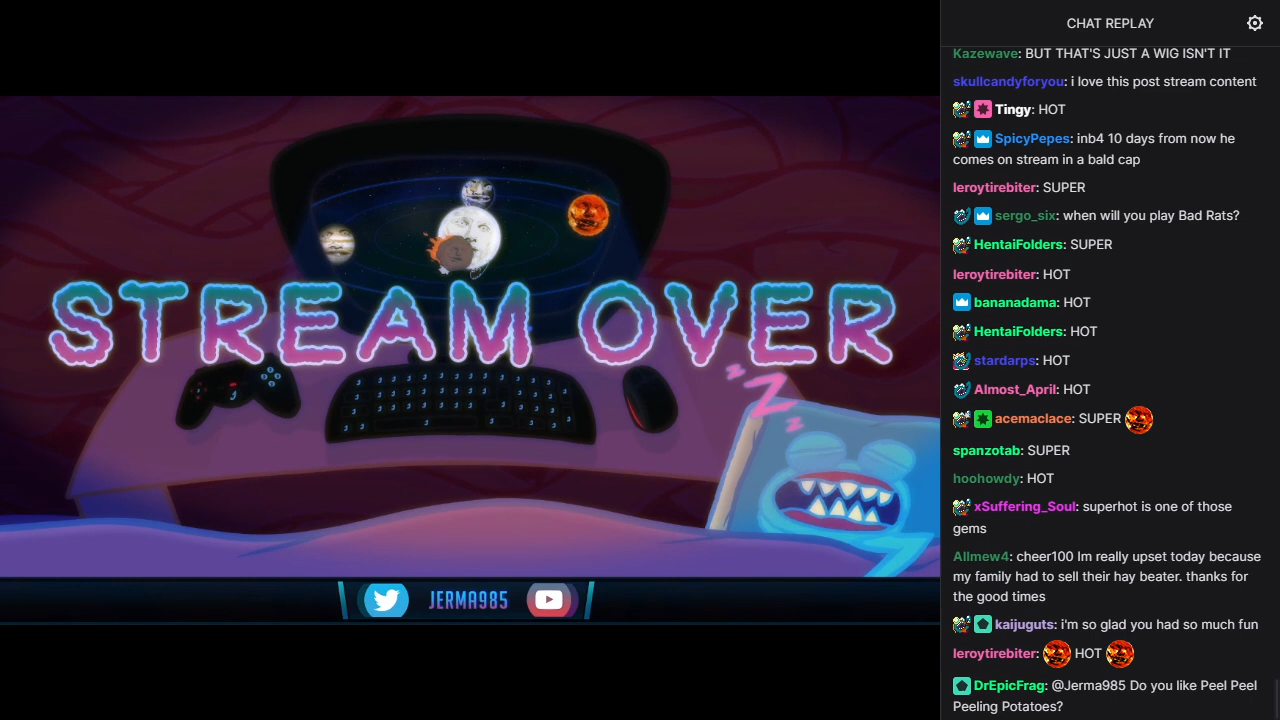 STREAM OVER
z
Z
z
JERMA985
CHAT REPLAY
Kazewave: BUT THAT'S JUST A WIG ISN'T IT
skullcandyforyou: i love this post stream content
Tingy: HOT
SpicyPepes: inb4 10 days from now he
comes on stream in a bald cap
leroytirebiter: SUPER
sergo_six: when will you play Bad Rats?
HentaiFolders: SUPER
leroytirebiter: HOT
bananadama: HOT
HentaiFolders: HOT
stardarps: HOT
Almost_April: HOT
acemaclace: SUPER
spanzotab: SUPER
hoohowdy: HOT
xSuffering_Soul: superhot is one of those
gems
Allmew4: cheer100 Im really upset today because
my family had to sell their hay beater. thanks for
the good times
kaijuguts: i'm so glad you had so much fun
leroytirebiter: HOT
DrEpicFrag: @Jerma985 Do you like Peel Peel
Peeling Potatoes?